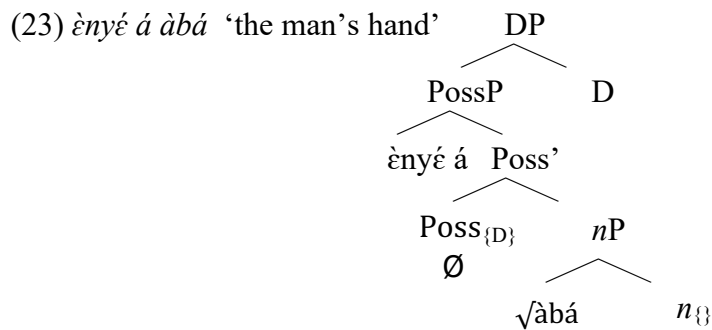 (23) ɛ̀nyɛ́ á àbá ‘the man’s hand’ DP
PossP D
ɛ̀nyɛ́ á Poss’
Poss{D} nP
Ø
√àbá n{}